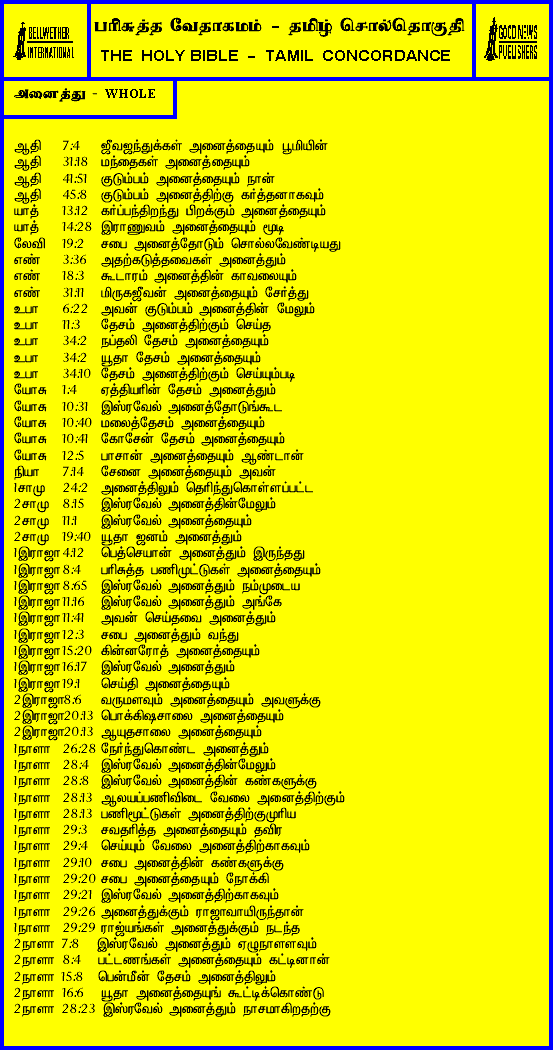 BELLWETHER
INTERNATIONAL
பரிசுத்த வேதாகமம் - தமிழ் சொல்தொகுதி
THE HOLY BIBLE - TAMIL CONCORDANCE
GOOD NEWS
PUBLISHERS
அனைத்து - WHOLE
ஆதி 7:4 ஜீவஜந்துக்கள் அனைத்தையும் பூமியின்
ஆதி 31:18 மந்தைகள் அனைத்தையும்
ஆதி 41:51 குடும்பம் அனைத்தையும் நான்
ஆதி 45:8 குடும்பம் அனைத்திற்கு கர்த்தனாகவும்
யாத் 13:12 கர்ப்பந்திறந்து பிறக்கும் அனைத்தையும்
யாத் 14:28 இராணுவம் அனைத்தையும் மூடி
லேவி 19:2 சபை அனைத்தோடும் சொல்லவேண்டியது
எண் 3:36 அதற்கடுத்தவைகள் அனைத்தும்
எண் 18:3 கூடாரம் அனைத்தின் காவலையும்
எண் 31:11 மிருகஜீவன் அனைத்தையும் சேர்த்து
உபா 6:22 அவன் குடும்பம் அனைத்தின் மேலும்
உபா 11:3 தேசம் அனைத்திற்கும் செய்த
உபா 34:2 நப்தலி தேசம் அனைத்தையும்
உபா 34:2 யூதா தேசம் அனைத்தையும்
உபா 34:10 தேசம் அனைத்திற்கும் செய்யும்படி
யோசு 1:4 ஏத்தியரின் தேசம் அனைத்தும்
யோசு 10:31 இஸ்ரவேல் அனைத்தோடுங்கூட
யோசு 10:40 மலைத்தேசம் அனைத்தையும்
யோசு 10:41 கோசேன் தேசம் அனைத்தையும்
யோசு 12:5 பாசான் அனைத்தையும் ஆண்டான்
நியா 7:14 சேனை அனைத்தையும் அவன்
1சாமு 24:2 அனைத்திலும் தெரிந்துகொள்ளப்பட்ட
2சாமு 8:15 இஸ்ரவேல் அனைத்தின்மேலும்
2சாமு 11:1 இஸ்ரவேல் அனைத்தையும்
2சாமு 19:40 யூதா ஜனம் அனைத்தும்
1இராஜா 4:12 பெத்செயான் அனைத்தும் இருந்தது
1இராஜா 8:4 பரிசுத்த பணிமுட்டுகள் அனைத்தையும்
1இராஜா 8:65 இஸ்ரவேல் அனைத்தும் நம்முடைய
1இராஜா 11:16 இஸ்ரவேல் அனைத்தும் அங்கே
1இராஜா 11:41 அவன் செய்தவை அனைத்தும்
1இராஜா 12:3 சபை அனைத்தும் வந்து
1இராஜா 15:20 கின்னரோத் அனைத்தையும்
1இராஜா 16:17 இஸ்ரவேல் அனைத்தும்
1இராஜா 19:1 செய்தி அனைத்தையும்
2இராஜா 8:6 வருமானமும் அனைத்தையும் அவளுக்கு
2இராஜா 20:13 பொக்கிஷசாலை அனைத்தையும்
2இராஜா 20:13 ஆயுதசாலை அனைத்தையும்
1நாளா 26:28 நேர்ந்துகொண்ட அனைத்தும்
1நாளா 28:4 இஸ்ரவேல் அனைத்தின்மேலும்
1நாளா 28:8 இஸ்ரவேல் அனைத்தின் கண்களுக்கு
1நாளா 28:13 ஆலயப்பணிவிடை வேலை அனைத்திற்கும்
1நாளா 28:13 பணிமூட்டுகள் அனைத்திற்குமுரிய
1நாளா 29:3 சவதரித்த அனைத்தையும் தவிர
1நாளா 29:4 செய்யும் வேலை அனைத்திற்காகவும்
1நாளா 29:10 சபை அனைத்தின் கண்களுக்கு
1நாளா 29:20 சபை அனைத்தையும் நோக்கி
1நாளா 29:21 இஸ்ரவேல் அனைத்திற்காகவும்
1நாளா 29:26 அனைத்துக்கும் ராஜாவாயிருந்தான்
1நாளா 29:29 ராஜ்யங்கள் அனைத்துக்கும் நடந்த
2நாளா 7:8 இஸ்ரவேல் அனைத்தும் ஏழுநாளளவும்
2நாளா 8:4 பட்டணங்கள் அனைத்தையும் கட்டினான்
2நாளா 15:8 பென்மீன் தேசம் அனைத்திலும்
2நாளா 16:6 யூதா அனைத்தையுங் கூட்டிக்கொண்டு
2நாளா 28:23 இஸ்ரவேல் அனைத்தும் நாசமாகிறதற்கு